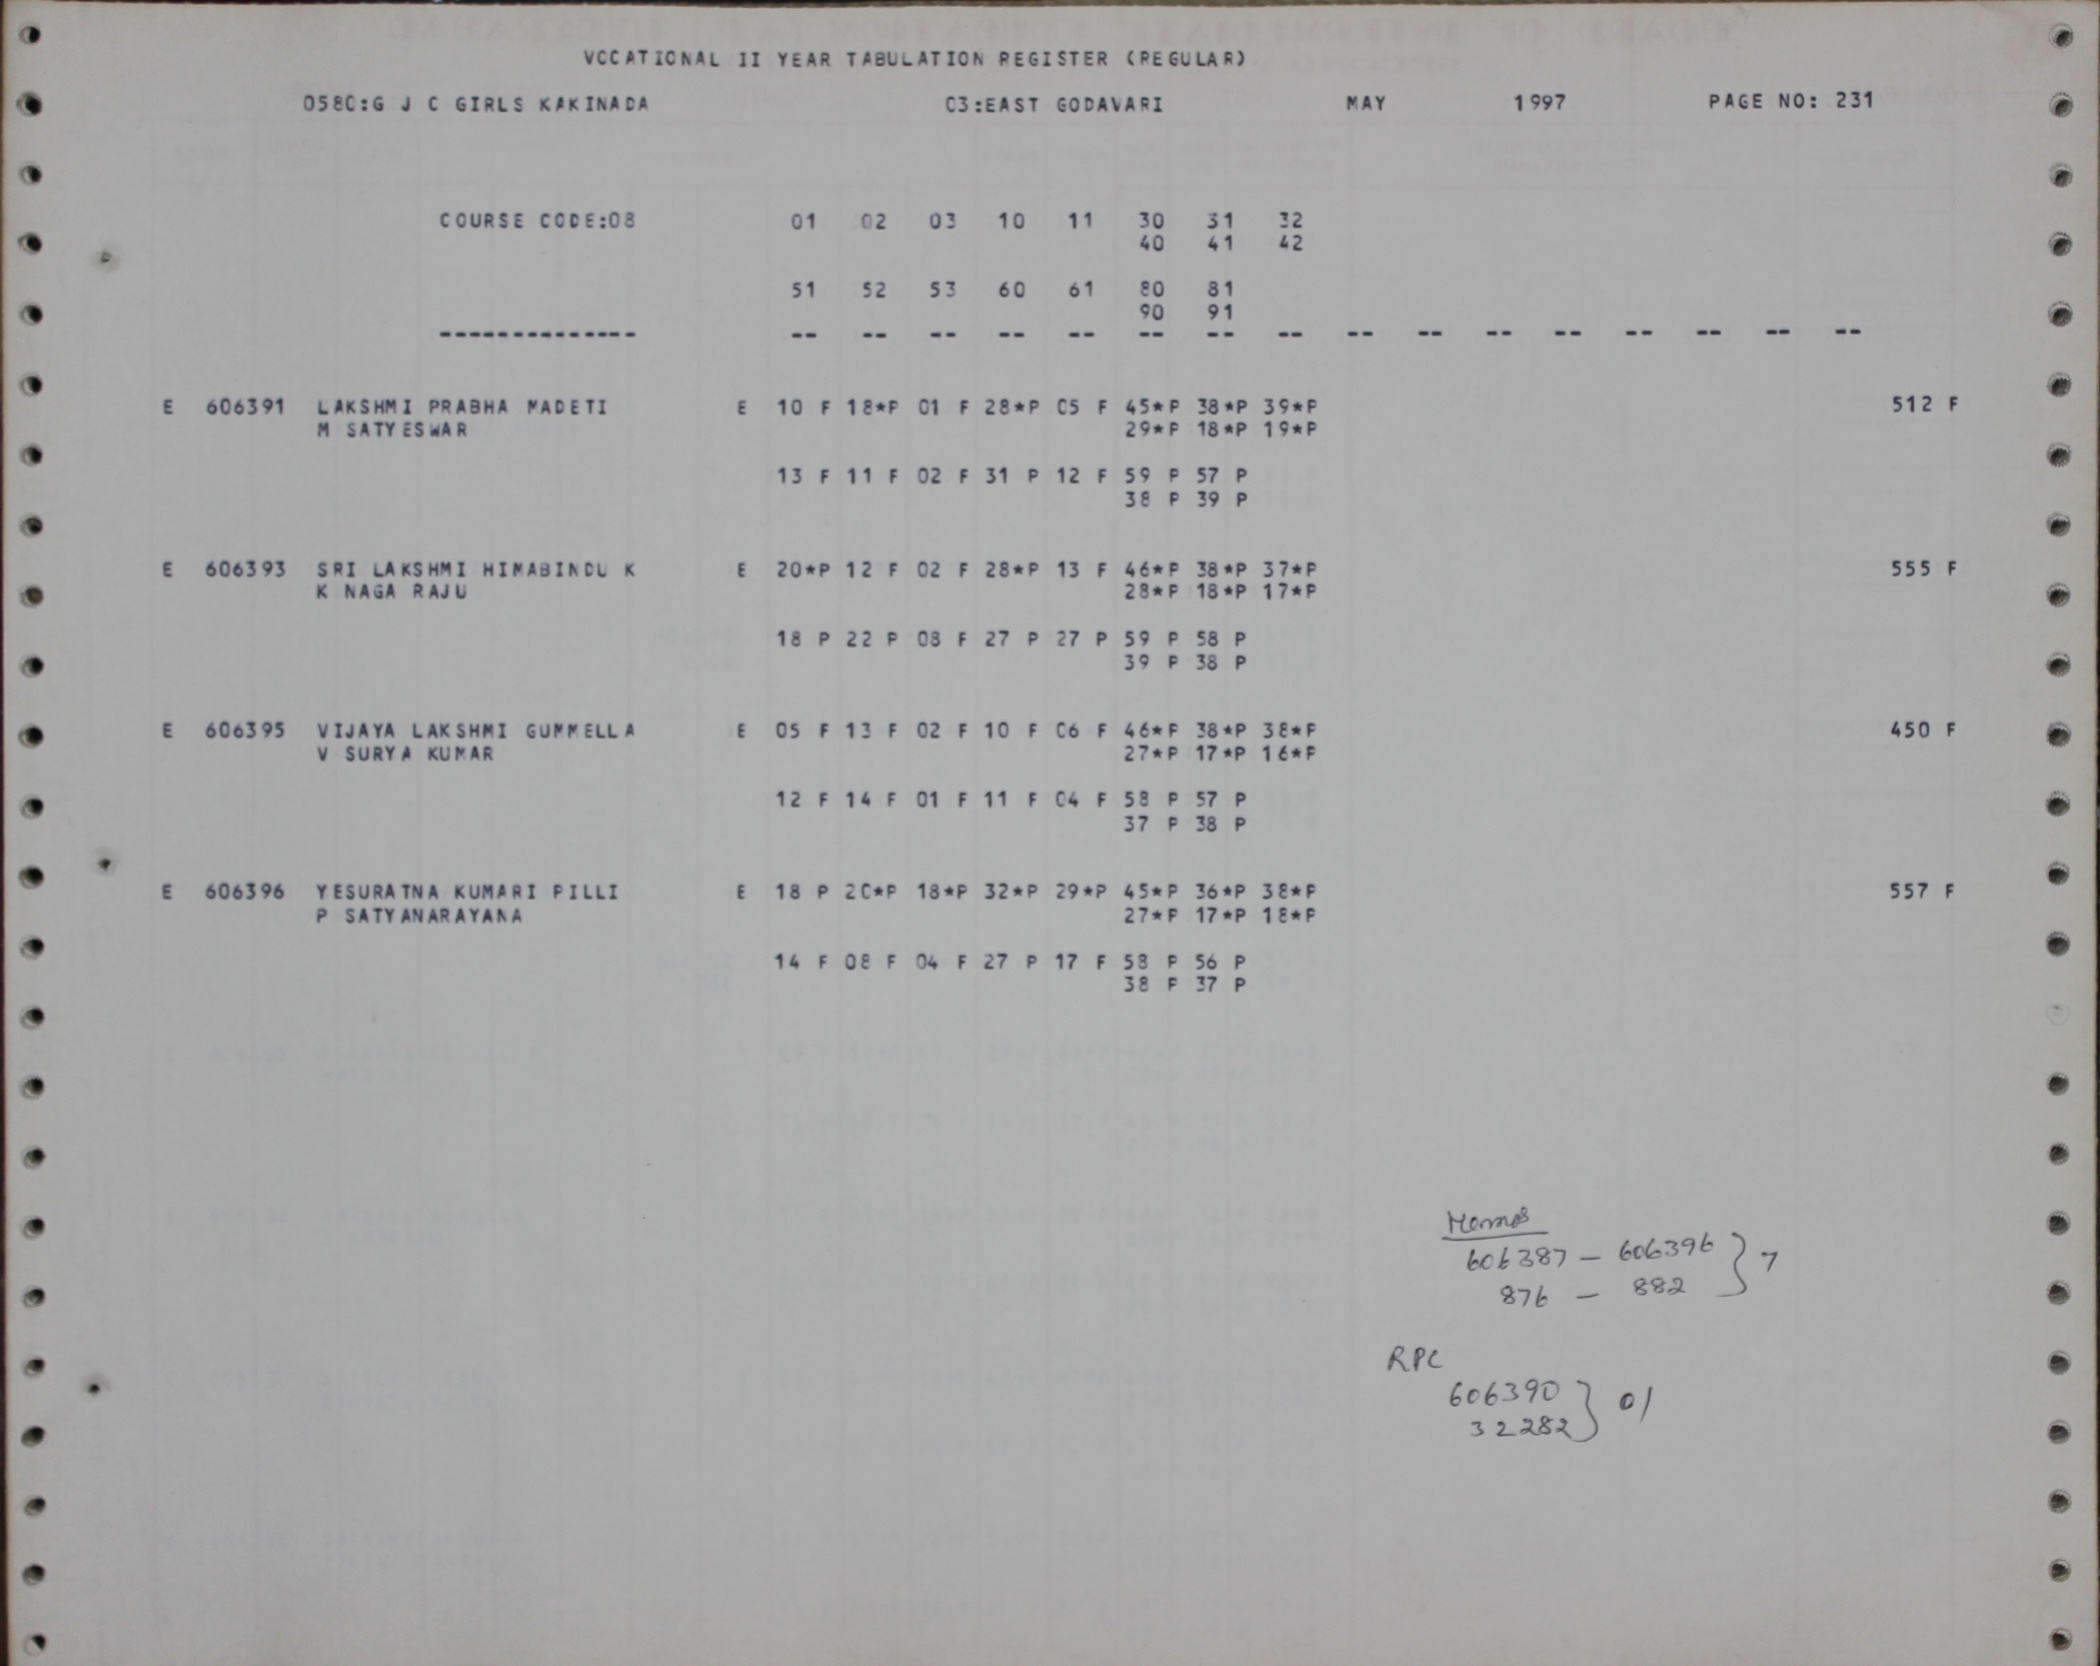 VOCATIONAL II YEAR TABULATION REGISTER (REGULAR)
0580:G J C GIRLS KAKINADA 03:EAST GODAVARI MAY 1997 PAGE NO: 231
COURSE CODE:08 01 02 03 10 11 30 31 32
40 41 42
51 52 53 60 61 80 81
90 91
-------------- -- -- -- -- -- -- -- -- -- -- -- -- -- -- -- --
E 606391 LAKSHMI PRABHA MADETI E 10 F 18*P 01 F 28*P 05 F 45*P 38*P 39*P 512 F
M SATYESWAR 29*P 18*P 19*P
13 F 11 F 02 F 31 P 12 F 59 P 57 P
38 P 39 P
E 606393 SRI LAKSHMI HIMABINDU K E 20*P 12 F 02 F 28*P 13 F 46*P 38*P 37*P 555 F
K NAGA RAJU 28*P 18*P 17*P
18 P 22 P 08 F 27 P 27 P 59 P 58 P
39 P 38 P
E 606395 VIJAYA LAKSHMI GUMMELLA E 05 F 13 F 02 F 10 F 06 F 46*P 38*P 38*P 450 F
V SURYA KUMAR 27*P 17*P 16*P
12 F 14 F 01 F 11 F 04 F 58 P 57 P
37 P 38 P
E 606396 YESURATNA KUMARI PILLI E 18 P 20*P 18*P 32*P 29*P 45*P 36*P 38*P 557 F
P SATYANARAYANA 27*P 17*P 18*P
14 F 08 F 04 F 27 P 17 F 58 P 56 P
38 P 37 P
Memos
606387 — 606396 } 7
876 — 882
RPC
606390 } 01
32282